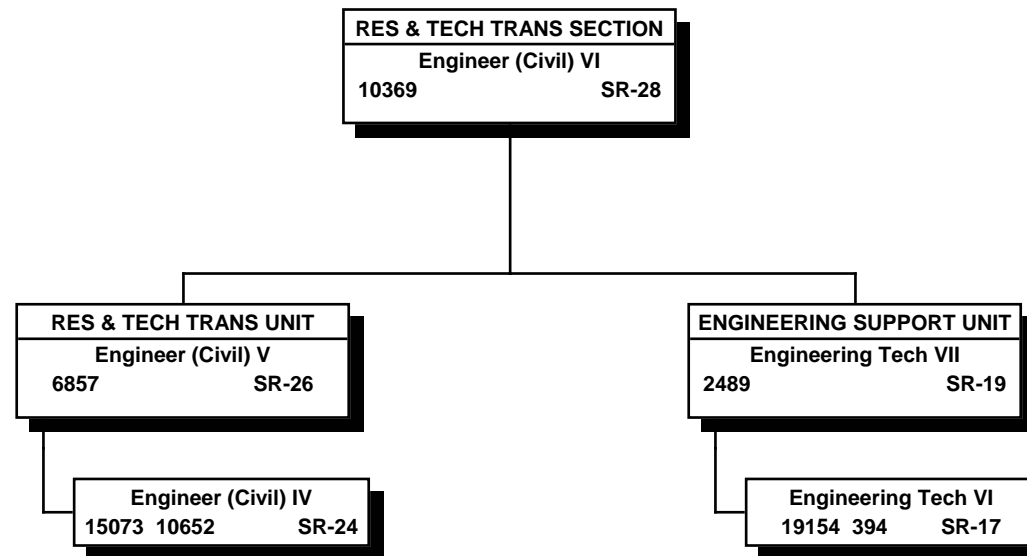 RES & TECH TRANS SECTION
Engineer (Civil) VI
10369 SR-28
RES & TECH TRANS UNIT
Engineer (Civil) V
6857 SR-26
Engineer (Civil) IV
15073 10652 SR-24
ENGINEERING SUPPORT UNIT
Engineering Tech VII
2489 SR-19
Engineering Tech VI
19154 394 SR-17